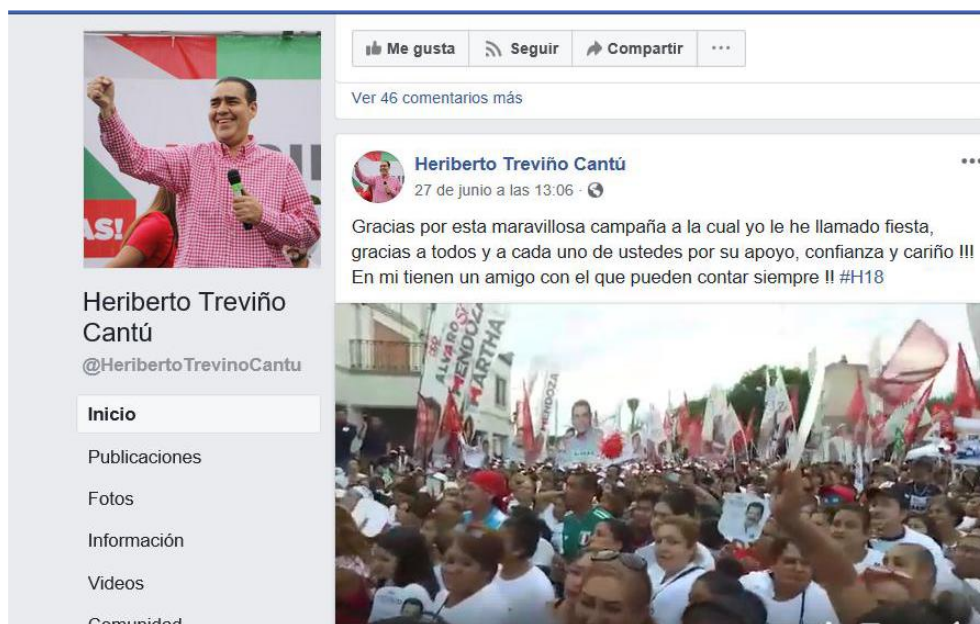 AS!
Heriberto Treviño
Cantú
@HeribertoTrevinoCantu
Inicio
Publicaciones
Fotos
Información
Videos
Comunidad
Me gusta
Seguir
Compartir
Ver 46 comentarios más
Heriberto Treviño Cantú
27 de junio a las 13:06 ·
Gracias por esta maravillosa campaña a la cual yo le he llamado fiesta,
gracias a todos y a cada uno de ustedes por su apoyo, confianza y cariño !!!
En mi tienen un amigo con el que pueden contar siempre !! #H18
ALVARO
MENDOZA
MARTHA
MENDOZA